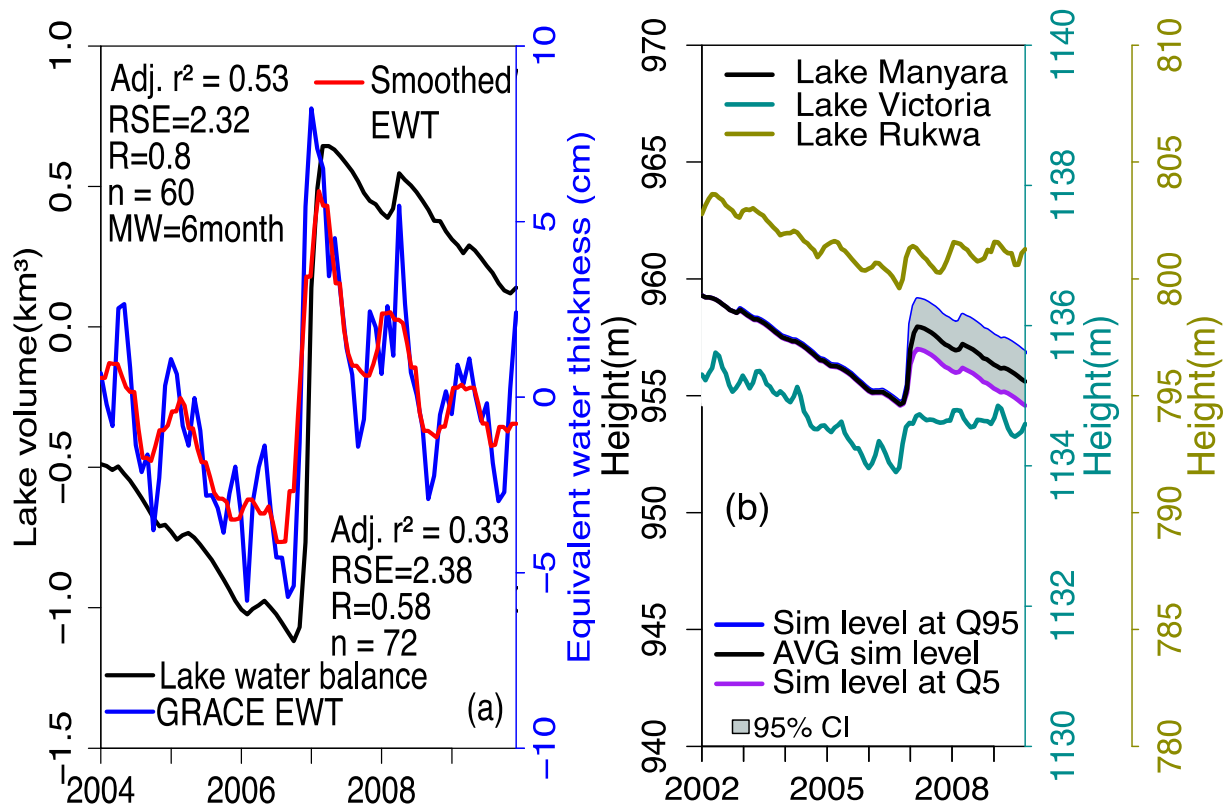 Adj. r² = 0.53
RSE=2.32
R=0.8
n = 60
MW=6month
Smoothed
EWT
Adj. r² = 0.33
RSE=2.38
R=0.58
n = 72
Lake water balance
GRACE EWT
(a)
Lake volume(km³)
1.0
0.5
0.0
−0.5
−1.0
−1.5
2004
2006
2008
Equivalent water thickness (cm)
10
5
0
−5
−10
Lake Manyara
Lake Victoria
Lake Rukwa
(b)
Sim level at Q95
AVG sim level
Sim level at Q5
95% CI
Height(m)
970
965
960
955
950
945
940
2002
2005
2008
Height(m)
1140
1138
1136
1134
1132
1130
Height(m)
810
805
800
795
790
785
780